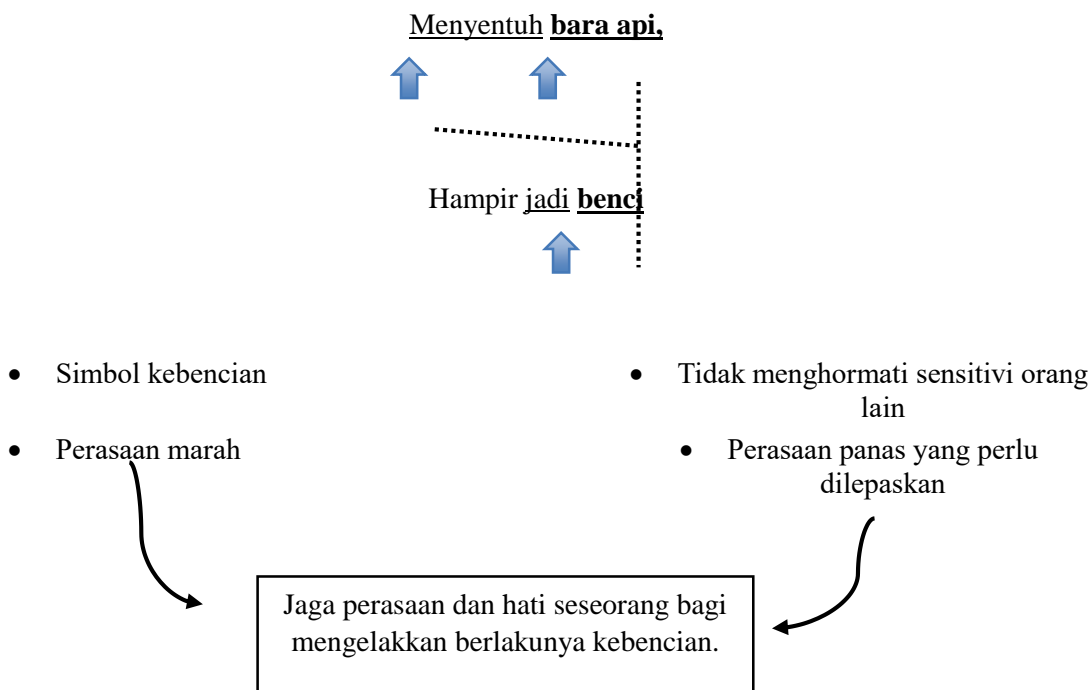 Menyentuh bara api,
Hampir jadi benci
• Simbol kebencian
• Perasaan marah
• Tidak menghormati sensitivi orang
lain
• Perasaan panas yang perlu
dilepaskan
Jaga perasaan dan hati seseorang bagi
mengelakkan berlakunya kebencian.